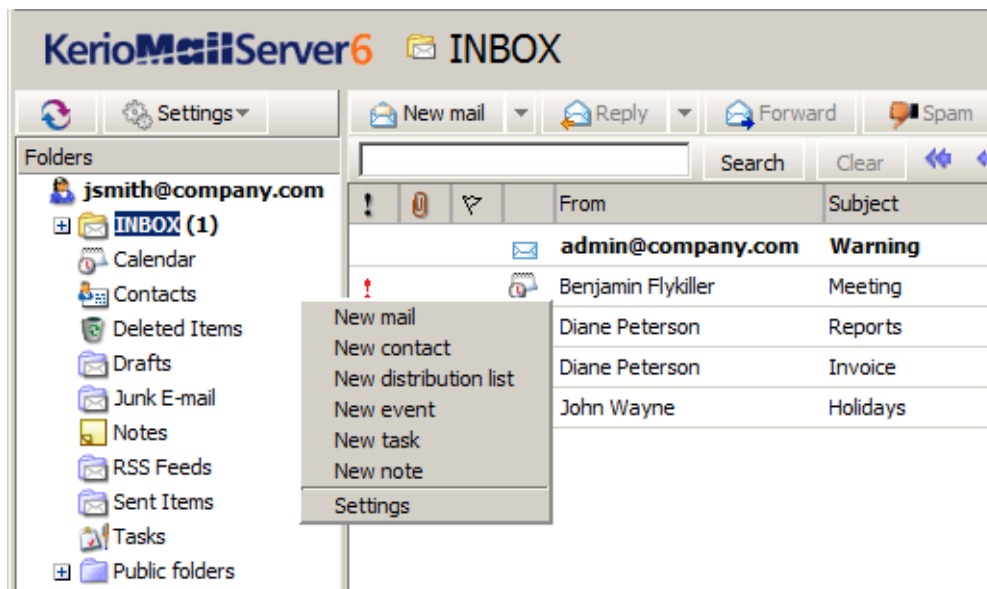 KerioMailServer6 INBOX
Settings New mail Reply Forward Spam
Folders Search Clear
jsmith@company.com
! From Subject
INBOX (1)
admin@company.com Warning
Calendar
! Benjamin Flykiller Meeting
Contacts
New mail
Deleted Items Diane Peterson Reports
New contact
Drafts Diane Peterson Invoice
New distribution list
Junk E-mail
New event John Wayne Holidays
Notes
New task
RSS Feeds
New note
Sent Items
Settings
Tasks
Public folders